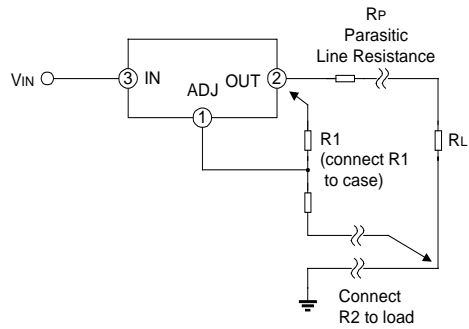 RP
Parasitic
Line Resistance
VIN
3
IN
ADJ
OUT
2
1
R1
(connect R1
to case)
RL
Connect
R2 to load